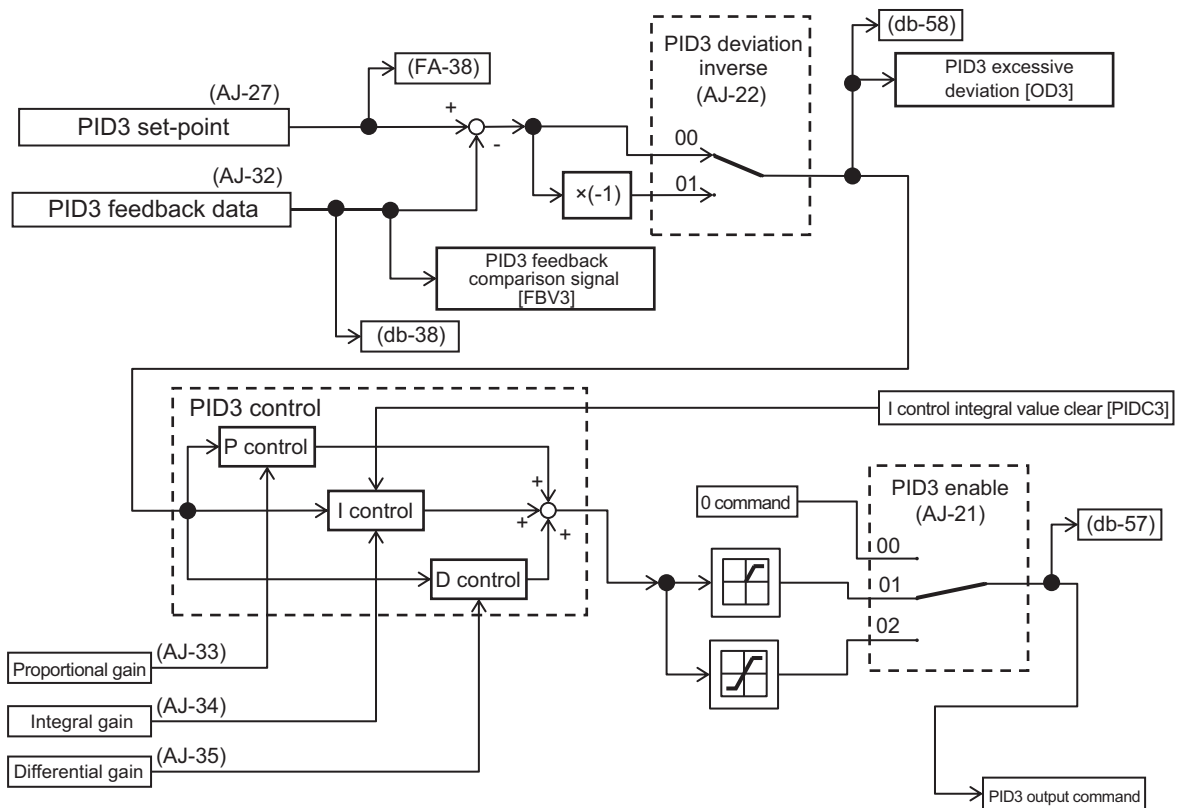 (db-58)
PID3 deviation
inverse
(AJ-22)
PID3 excessive
deviation [OD3]
(FA-38)
(AJ-27)
PID3 set-point
+
-
00
01
×(-1)
(AJ-32)
PID3 feedback data
PID3 feedback
comparison signal
[FBV3]
(db-38)
PID3 control
I control integral value clear [PIDC3]
P control
+
I control
+
+
D control
0 command
PID3 enable
(AJ-21)
(db-57)
00
01
02
(AJ-33)
Proportional gain
(AJ-34)
Integral gain
(AJ-35)
Differential gain
PID3 output command